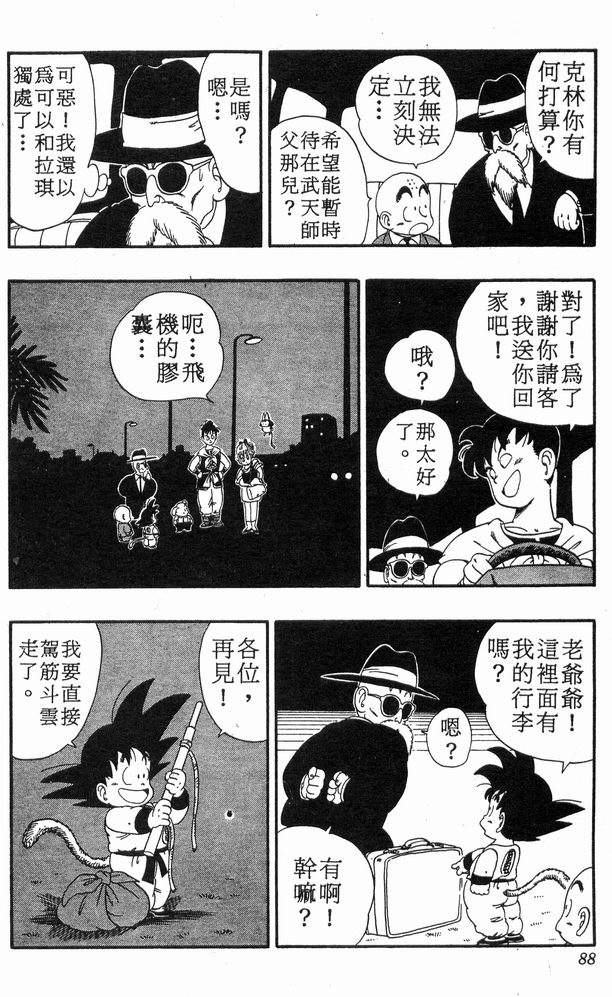 克林你有
何打算？
我無法
立刻決
定…
希望能暫時
待在武天師
父那兒？
是嗎？
嗯…
可惡！我還以
為可以和拉琪
獨處了…
對了！為了
謝謝你請客
，我送你回
家吧！
哦？
那太好
了。
呃…飛
機的膠
囊…
老爺爺！
這裡面有
我的行李
嗎？
嗯？
有啊！
幹嘛？
各位，
再見！
我要直接
駕筋斗雲
走了。
88